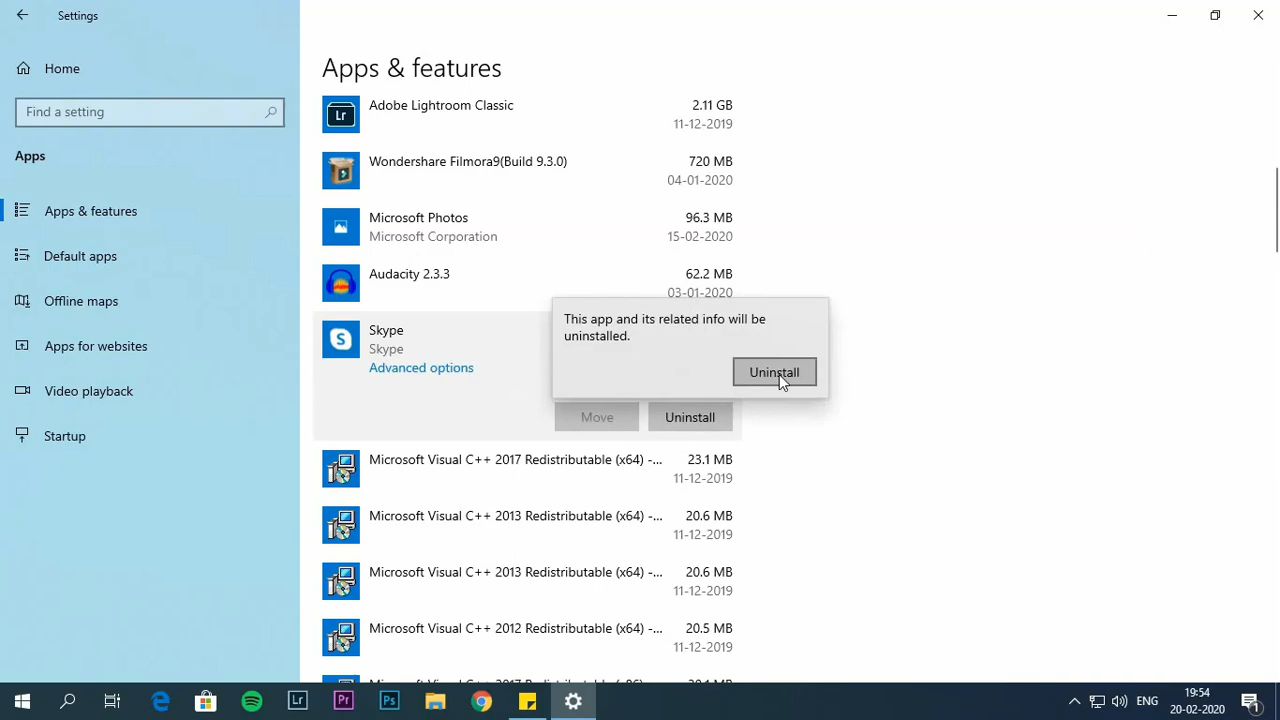 Settings
Home
Find a setting
Apps
Apps & features
Default apps
Offline maps
Apps for websites
Video playback
Startup
Apps & features
Lr
Adobe Lightroom Classic
2.11 GB
11-12-2019
Wondershare Filmora9(Build 9.3.0)
720 MB
04-01-2020
Microsoft Photos
96.3 MB
Microsoft Corporation
15-02-2020
Audacity 2.3.3
62.2 MB
03-01-2020
S
Skype
Skype
Advanced options
This app and its related info will be
uninstalled.
Uninstall
Move
Uninstall
Microsoft Visual C++ 2017 Redistributable (x64) -...
23.1 MB
11-12-2019
Microsoft Visual C++ 2013 Redistributable (x64) -...
20.6 MB
11-12-2019
Microsoft Visual C++ 2013 Redistributable (x64) -...
20.6 MB
11-12-2019
Microsoft Visual C++ 2012 Redistributable (x64) -...
20.5 MB
11-12-2019
Lr
Pr
Ps
ENG
19:54
20-02-2020
1